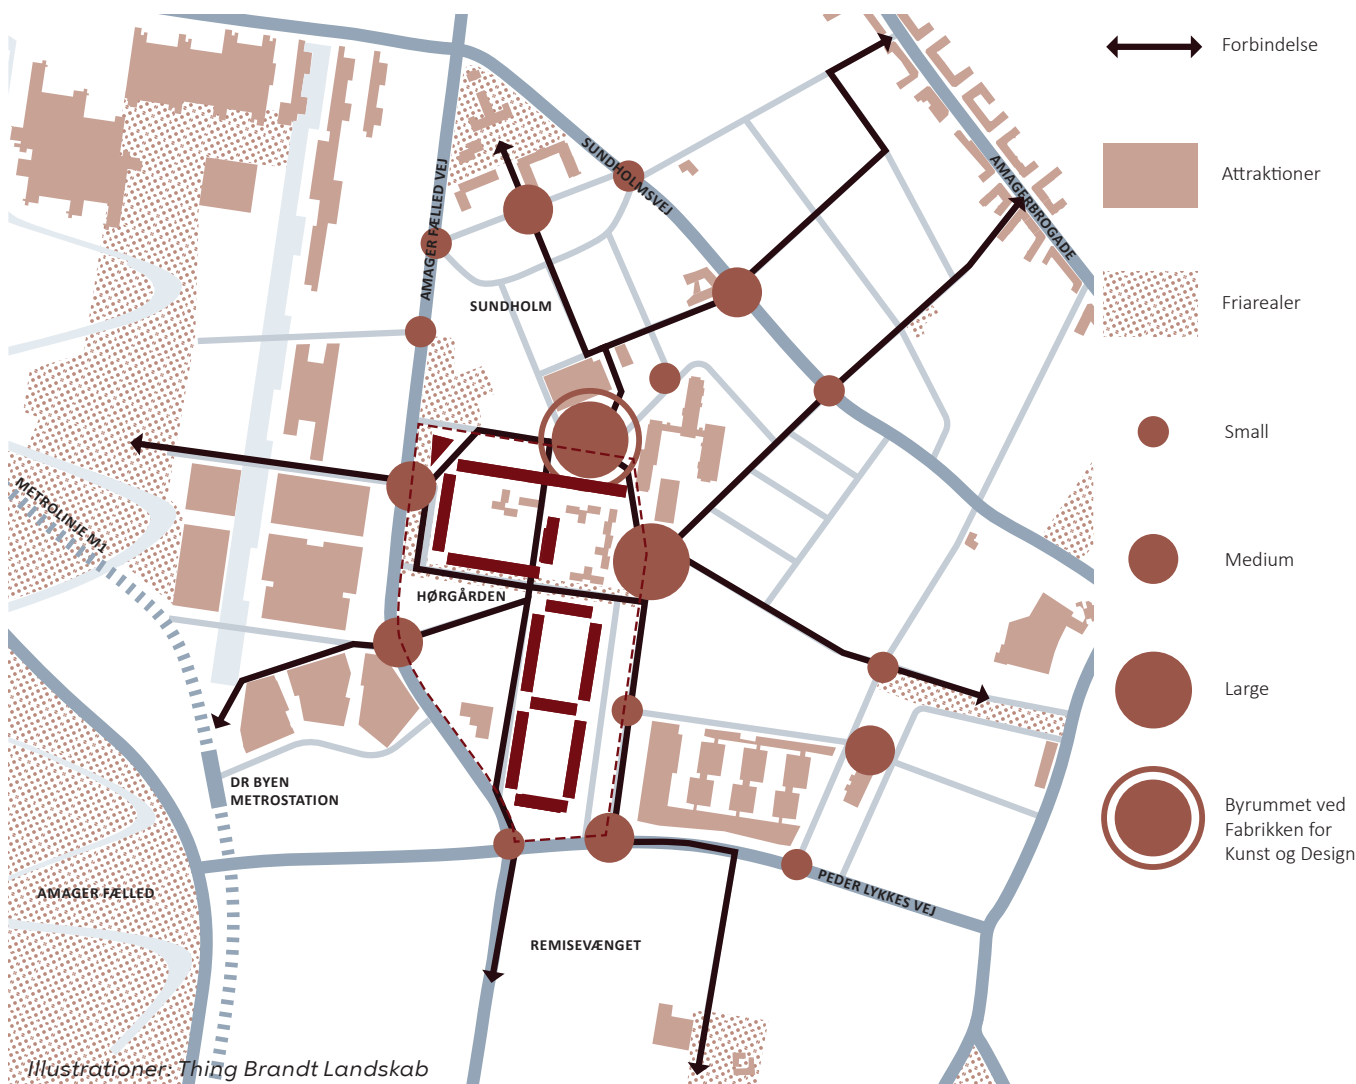 Forbindelse
Attraktioner
Friarealer
Small
Medium
Large
Byrummet ved
Fabrikken for
Kunst og Design
SUNDHOLMSVEJ
AMAGERBROGADE
AMAGER FÆLLED VEJ
SUNDHOLM
METROLINJE M1
HØRGÅRDEN
DR BYEN
METROSTATION
AMAGER FÆLLED
PEDER LYKKES VEJ
REMISEVÆNGET
Illustrationer: Thing Brandt Landskab